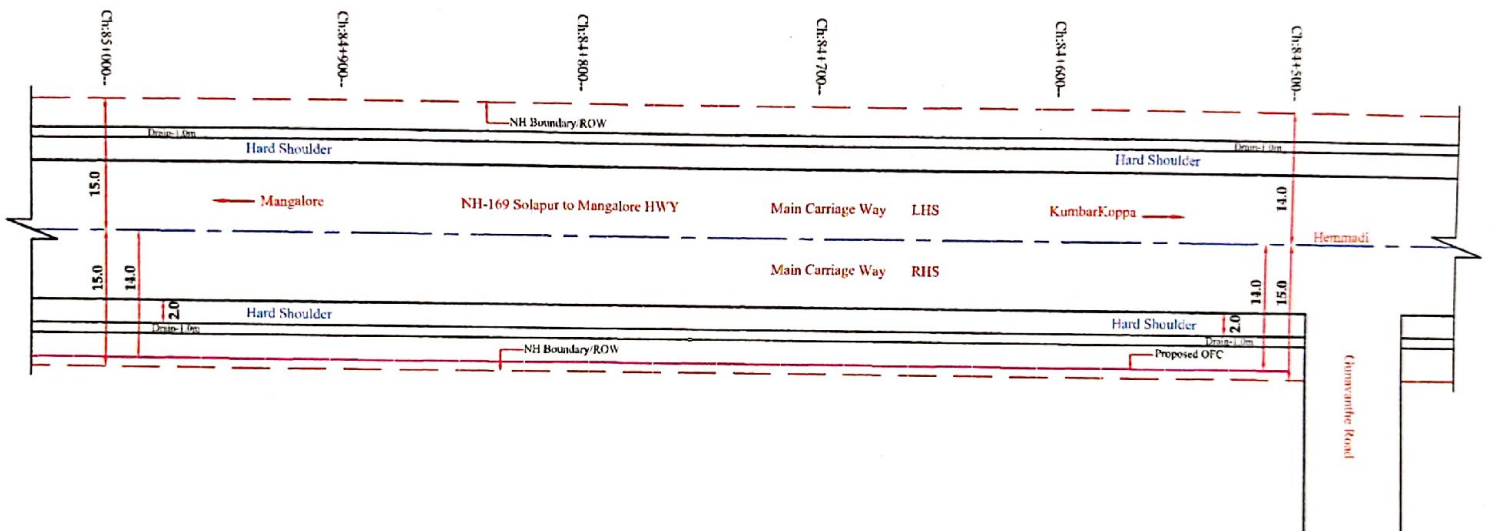 Ch:85+000--
Ch:84+900--
Ch:84+800--
Ch:84+700--
Ch:84+600--
Ch:84+500--
NH Boundary/ROW
Drain-1.0m
Drain-1.0m
Hard Shoulder
Hard Shoulder
15.0
Mangalore
NH-169 Solapur to Mangalore HWY
Main Carriage Way LHS
KumbarKoppa
14.0
Hemmadi
15.0
14.0
Main Carriage Way RHS
14.0
15.0
2.0
Hard Shoulder
Hard Shoulder
2.0
Drain-1.0m
Drain-1.0m
NH Boundary/ROW
Proposed OFC
Gunavanthe Road